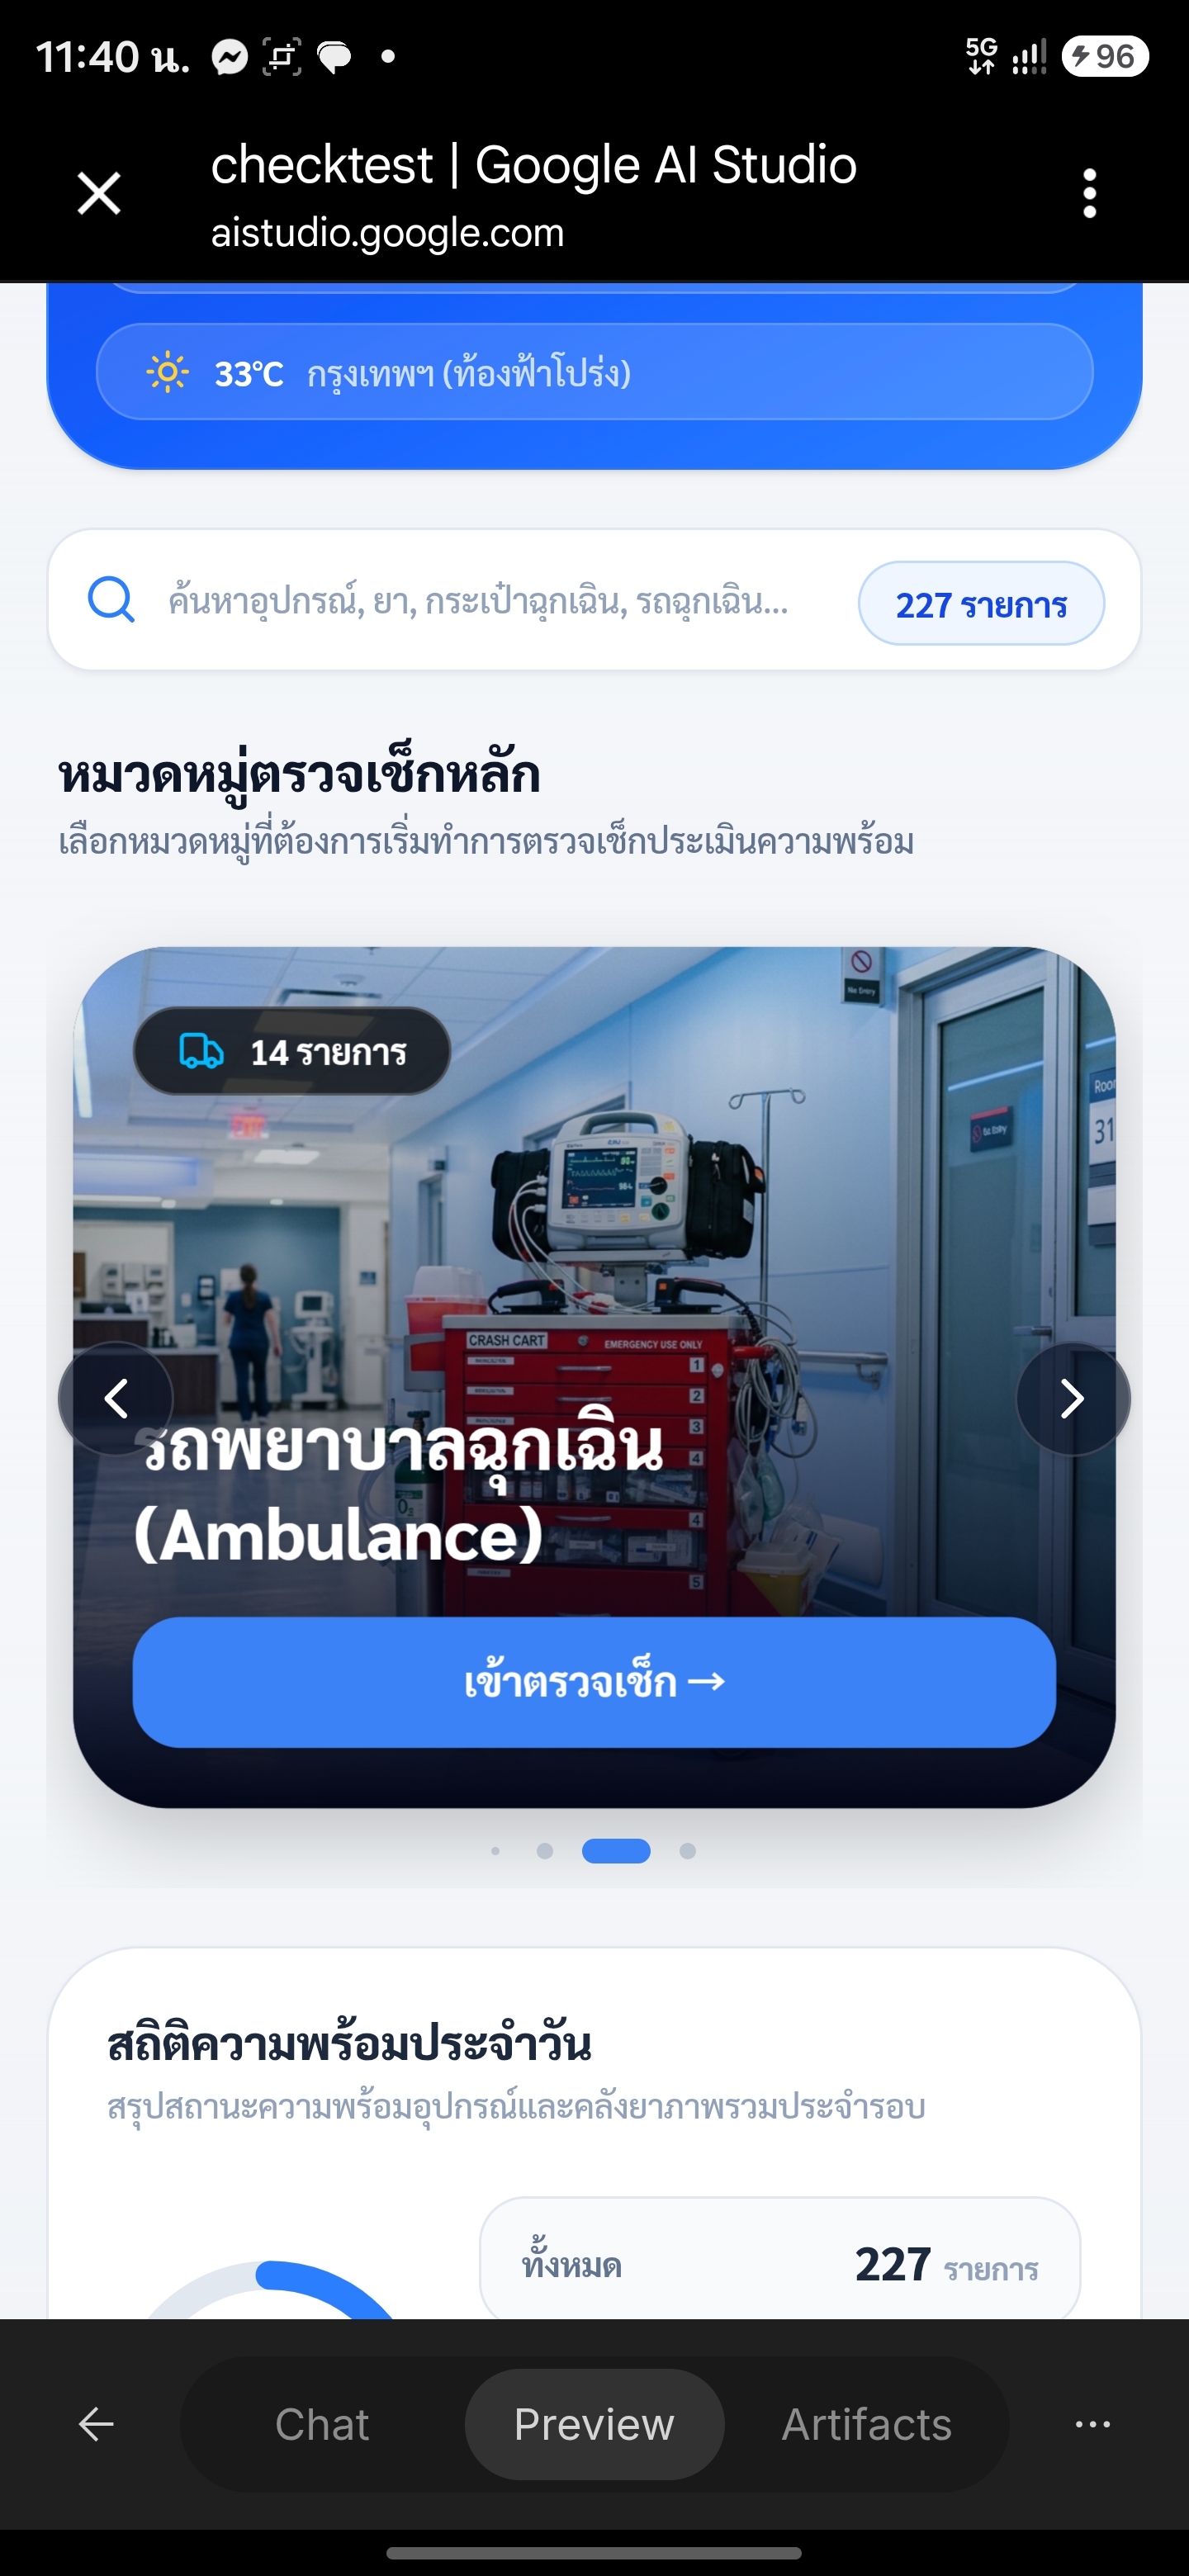 11:40 น.
5G
96
checktest | Google AI Studio
aistudio.google.com
33°C กรุงเทพฯ (ท้องฟ้าโปร่ง)
ค้นหาอุปกรณ์, ยา, กระเป๋าฉุกเฉิน, รถฉุกเฉิน...
227 รายการ
หมวดหมู่ตรวจเช็กหลัก
เลือกหมวดหมู่ที่ต้องการเริ่มทำการตรวจเช็กประเมินความพร้อม
No Entry
14 รายการ
EXIT
Room
31
CRASH CART
EMERGENCY USE ONLY
1
2
3
4
4
5
รถพยาบาลฉุกเฉิน
(Ambulance)
เข้าตรวจเช็ก →
สถิติความพร้อมประจำวัน
สรุปสถานะความพร้อมอุปกรณ์และคลังยาภาพรวมประจำรอบ
ทั้งหมด
227 รายการ
Chat
Preview
Artifacts